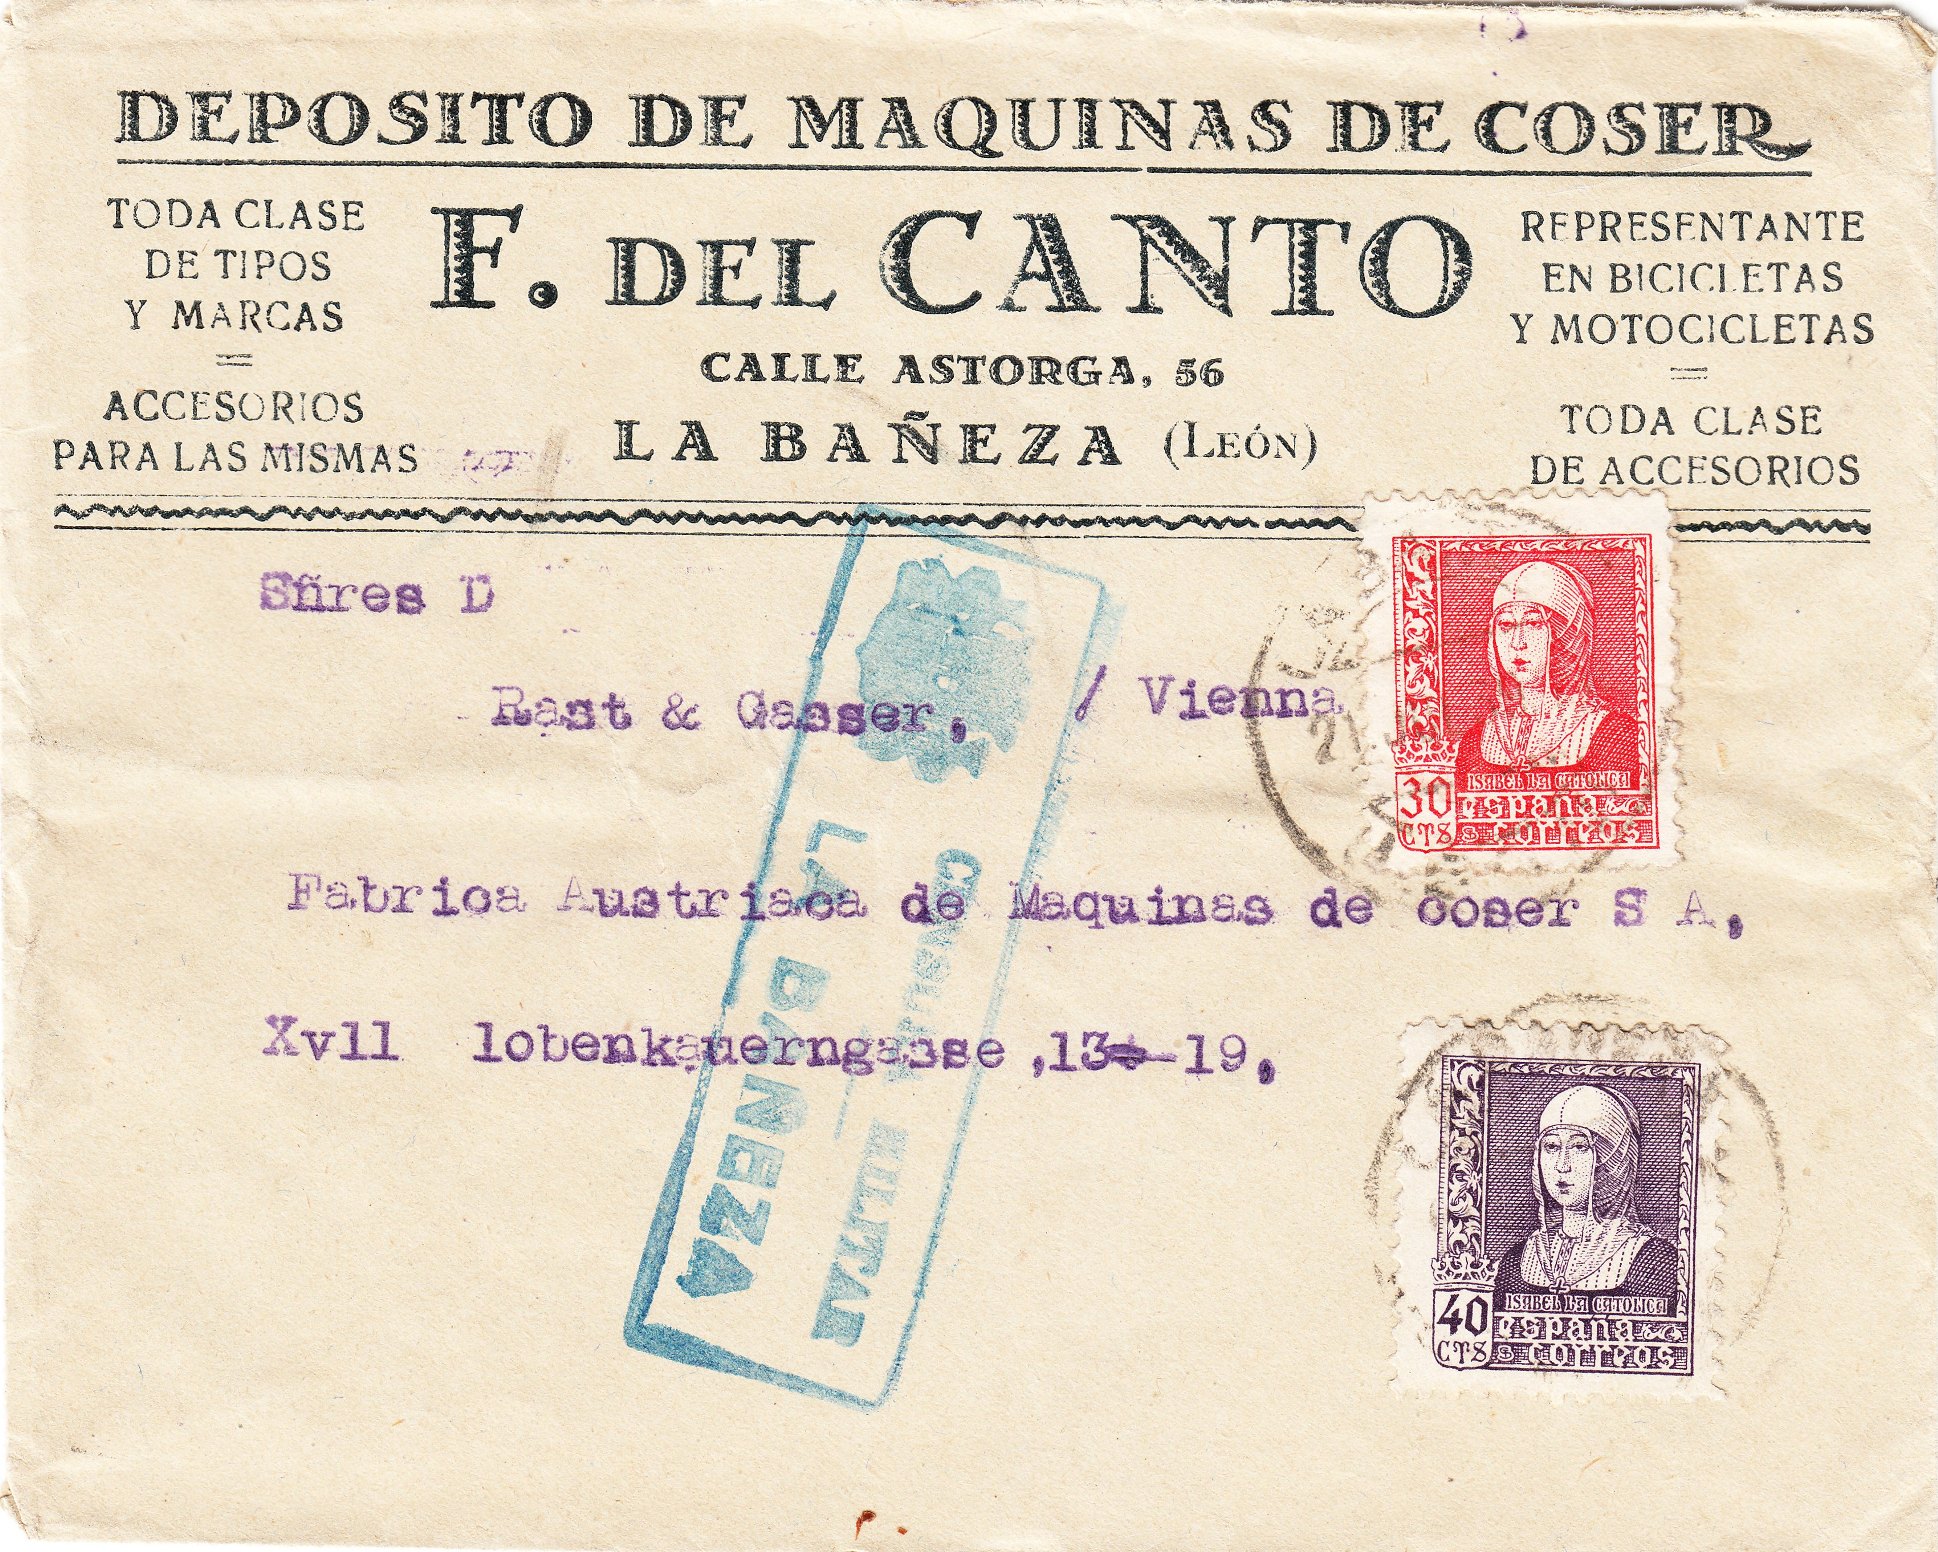 DEPOSITO DE MAQUINAS DE COSER
TODA CLASE
DE TIPOS
Y MARCAS
=
ACCESORIOS
PARA LAS MISMAS
F. DEL CANTO
CALLE ASTORGA, 56
LA BAÑEZA (LEÓN)
REPRESENTANTE
EN BICICLETAS
Y MOTOCICLETAS
=
TODA CLASE
DE ACCESORIOS
Sñres D
Rast & Gasser, / Vienna
Fabrica Austriaca de Maquinas de coser S A,
Xvll lobenkauerngasse ,13-19,
CENSURA MILITAR
LA BAÑEZA
ISABEL LA CATOLICA
30 españa
CTS correos
ISABEL LA CATOLICA
40 españa
CTS correos